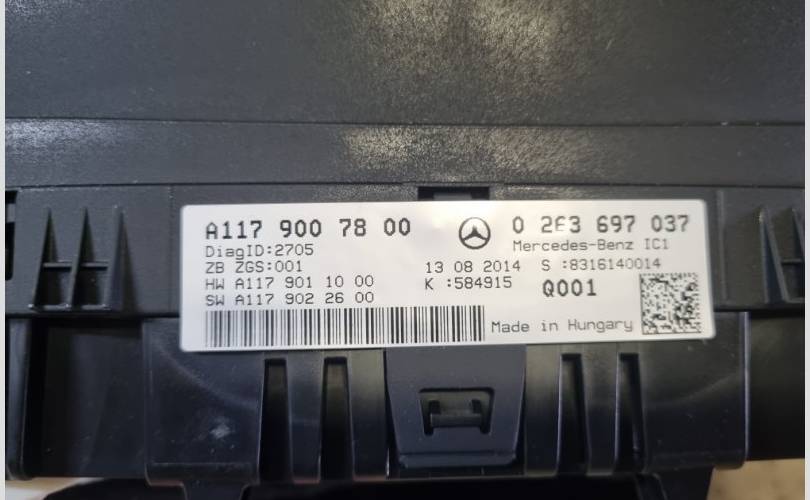 A117 900 78 00 0 263 697 037
DiagID:2705 Mercedes-Benz IC1
ZB ZGS:001 13 08 2014 S :8316140014
HW A117 901 10 00 K :584915 Q001
SW A117 902 26 00
Made in Hungary